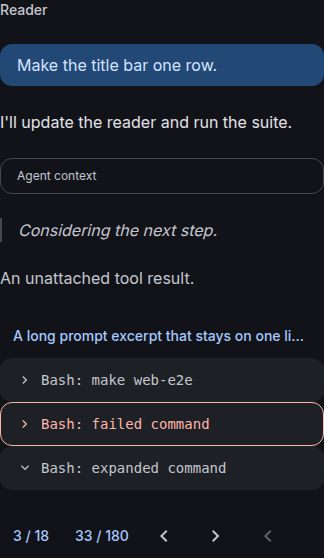 Reader
Make the title bar one row.
I'll update the reader and run the suite.
Agent context
Considering the next step.
An unattached tool result.
A long prompt excerpt that stays on one li...
Bash: make web-e2e
Bash: failed command
Bash: expanded command
3 / 18 33 / 180